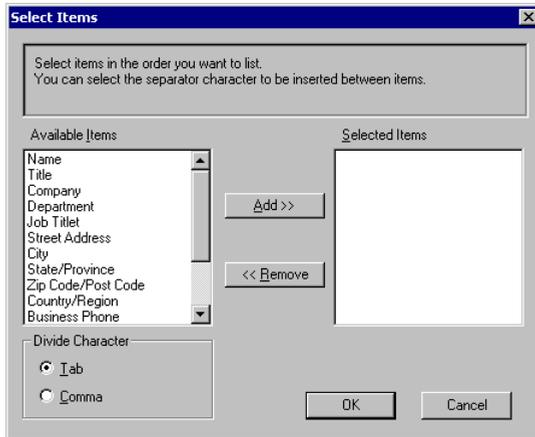 Select Items
Select items in the order you want to list.
You can select the separator character to be inserted between items.
Available Items
Selected Items
Name
Title
Company
Department
Job Titlet
Street Address
City
State/Province
Zip Code/Post Code
Country/Region
Business Phone
Add >>
<< Remove
Divide Character
Tab
Comma
OK
Cancel